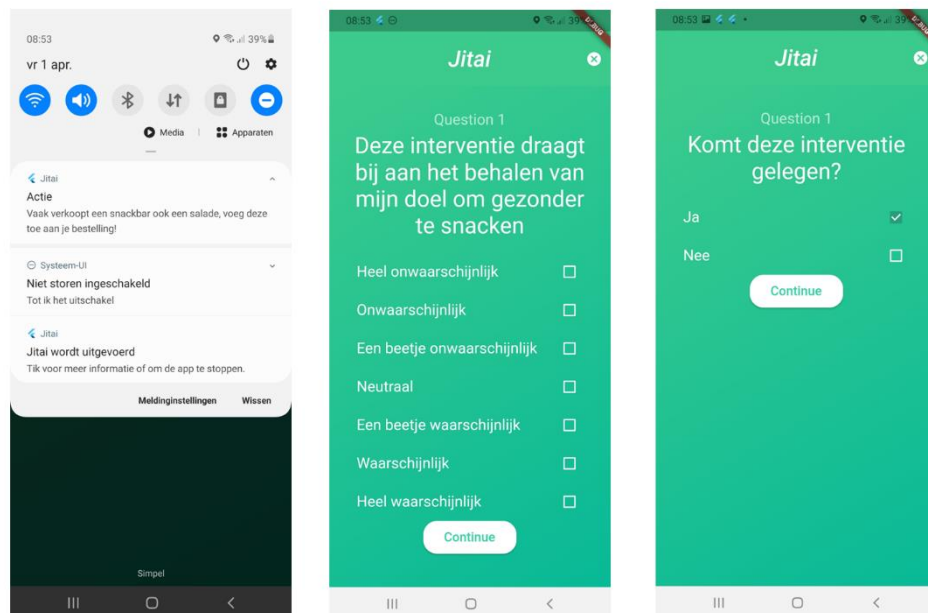 08:53
39%
vr 1 apr.
Media
Apparaten
Jitai
Actie
Vaak verkoopt een snackbar ook een salade, voeg deze
toe aan je bestelling!
Systeem-UI
Niet storen ingeschakeld
Tot ik het uitschakel
Jitai
Jitai wordt uitgevoerd
Tik voor meer informatie of om de app te stoppen.
Meldinginstellingen
Wissen
Simpel
08:53
39
Jitai
Question 1
Deze interventie draagt
bij aan het behalen van
mijn doel om gezonder
te snacken
Heel onwaarschijnlijk
Onwaarschijnlijk
Een beetje onwaarschijnlijk
Neutraal
Een beetje waarschijnlijk
Waarschijnlijk
Heel waarschijnlijk
Continue
08:53
39
Jitai
Question 1
Komt deze interventie
gelegen?
Ja
Nee
Continue